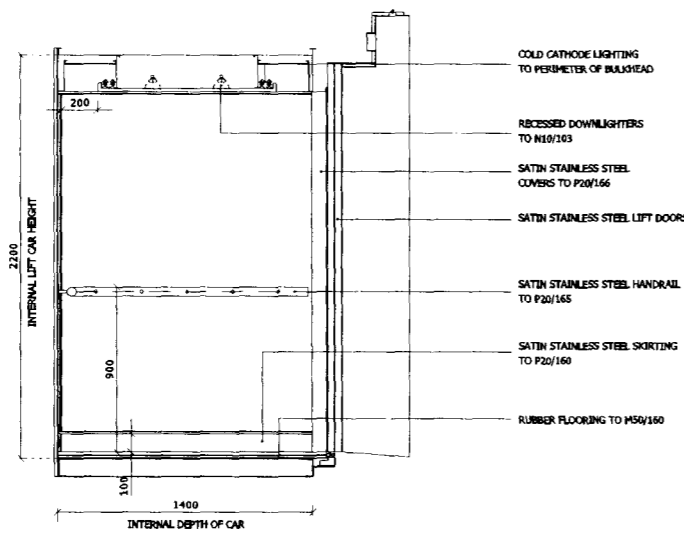 COLD CATHODE LIGHTING
TO PERIMETER OF BULKHEAD
200
RECESSED DOWNLIGHTERS
TO N10/103
SATIN STAINLESS STEEL
COVERS TO P20/166
SATIN STAINLESS STEEL LIFT DOORS
2200
INTERNAL LIFT CAR HEIGHT
SATIN STAINLESS STEEL HANDRAIL
TO P20/165
900
SATIN STAINLESS STEEL SKIRTING
TO P20/160
RUBBER FLOORING TO M50/160
100
1400
INTERNAL DEPTH OF CAR